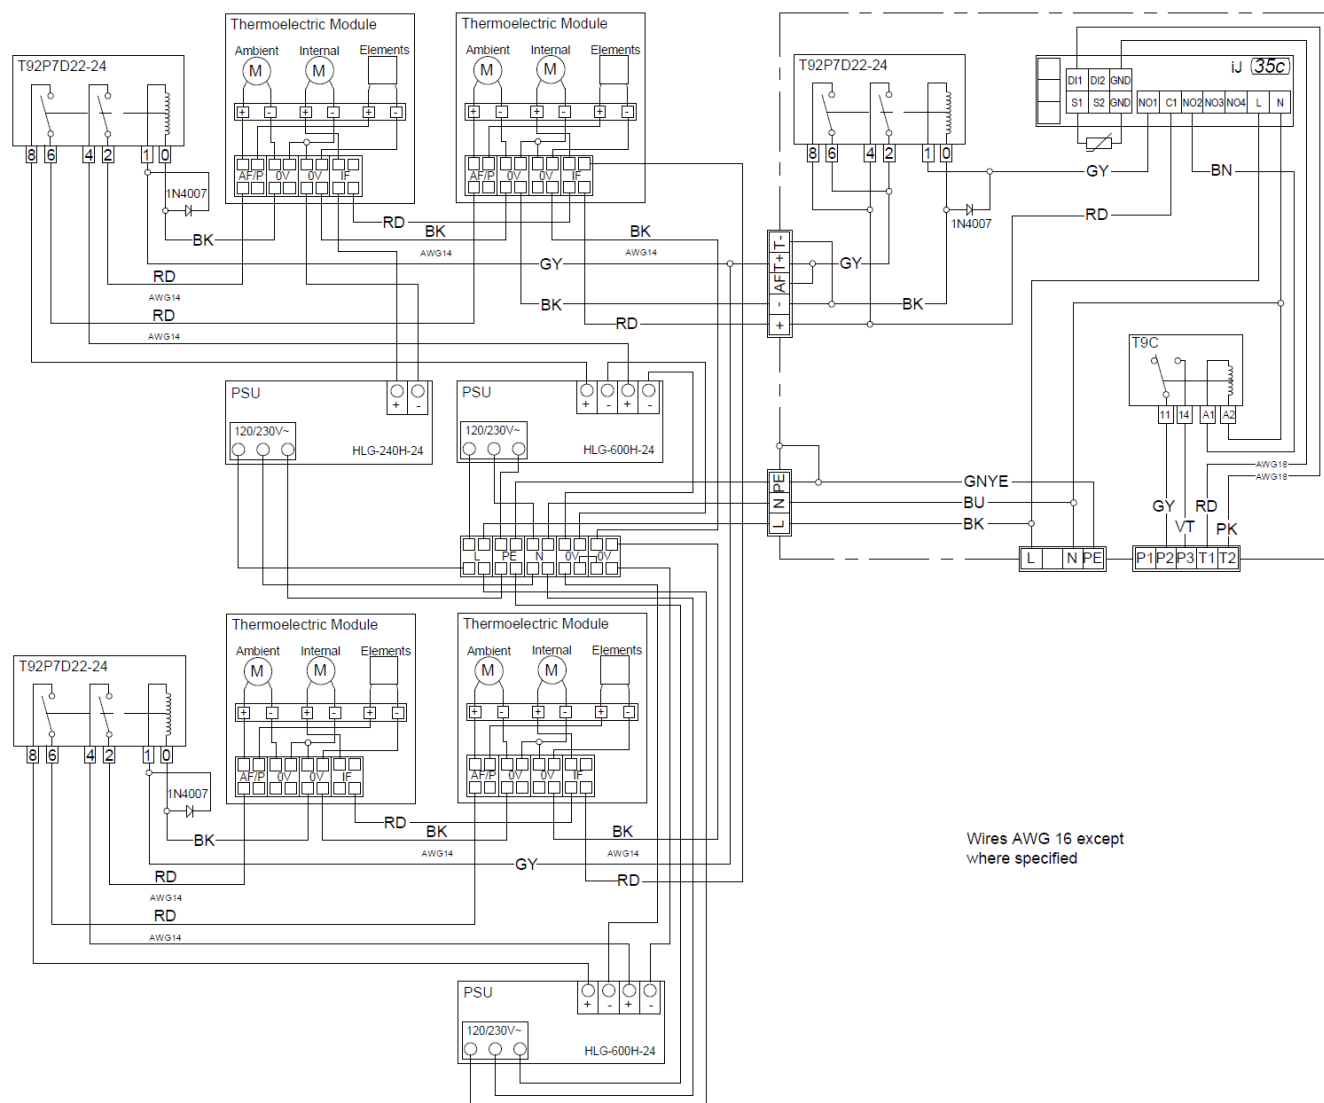 Thermoelectric Module
Ambient Internal Elements
M M
+ - + - + -
AF/P 0V 0V IF
Thermoelectric Module
Ambient Internal Elements
M M
+ - + - + -
AF/P 0V 0V IF
T92P7D22-24
8 6 4 2 1 0
1N4007
BK
RD
AWG14
RD
AWG14
RD
BK
AWG14
BK
AWG14
GY
BK
RD
T92P7D22-24
8 6 4 2 1 0
1N4007
iJ 35c
DI1 DI2 GND
S1 S2 GND NO1 C1 NO2 NO3 NO4 L N
GY
BN
RD
T-
T+
AF
-
+
GY
BK
T9C
11 14 A1 A2
AWG18
AWG18
GY
VT
RD
PK
PSU
+ -
120/230V~
HLG-240H-24
PSU
+ - + -
120/230V~
HLG-600H-24
PE
N
L
GNYE
BU
BK
L PE N 0V 0V
L N PE
P1 P2 P3 T1 T2
Thermoelectric Module
Ambient Internal Elements
M M
+ - + - + -
AF/P 0V 0V IF
Thermoelectric Module
Ambient Internal Elements
M M
+ - + - + -
AF/P 0V 0V IF
T92P7D22-24
8 6 4 2 1 0
1N4007
BK
RD
AWG14
RD
AWG14
RD
BK
AWG14
BK
AWG14
GY
RD
Wires AWG 16 except
where specified
PSU
+ - + -
120/230V~
HLG-600H-24